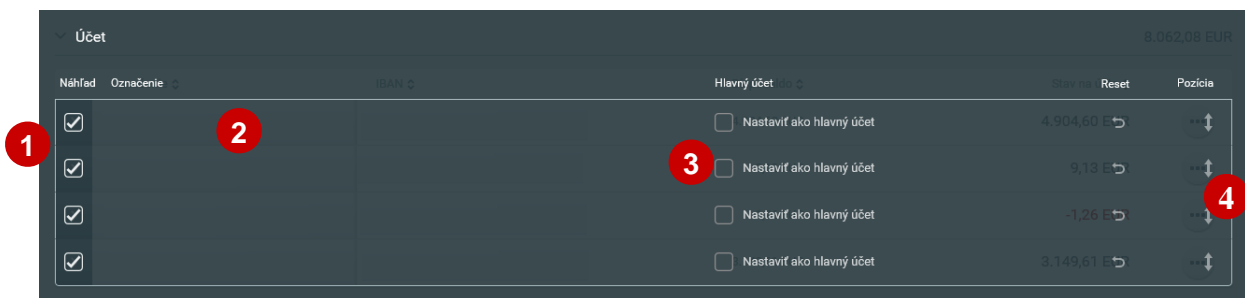 Účet 8.062,08 EUR
Náhľad Označenie IBAN Hlavný účet Reset Pozícia
1
2
Nastaviť ako hlavný účet 4.904,60
3
Nastaviť ako hlavný účet 9,13
4
Nastaviť ako hlavný účet -1,26
Nastaviť ako hlavný účet 3.149,61